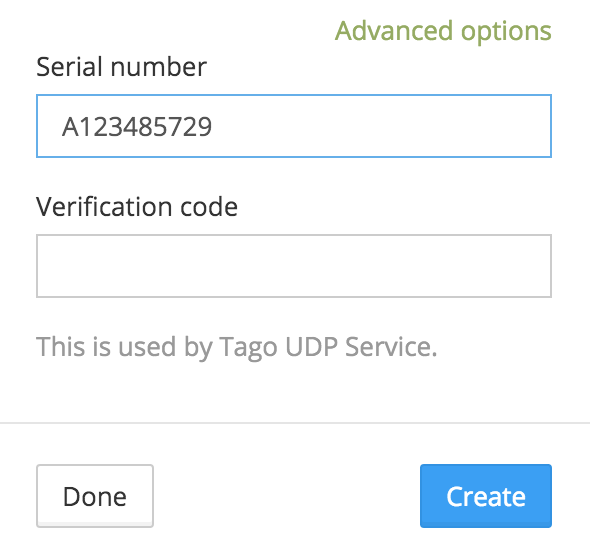 Advanced options
Serial number
A123485729
Verification code
This is used by Tago UDP Service.
Done
Create